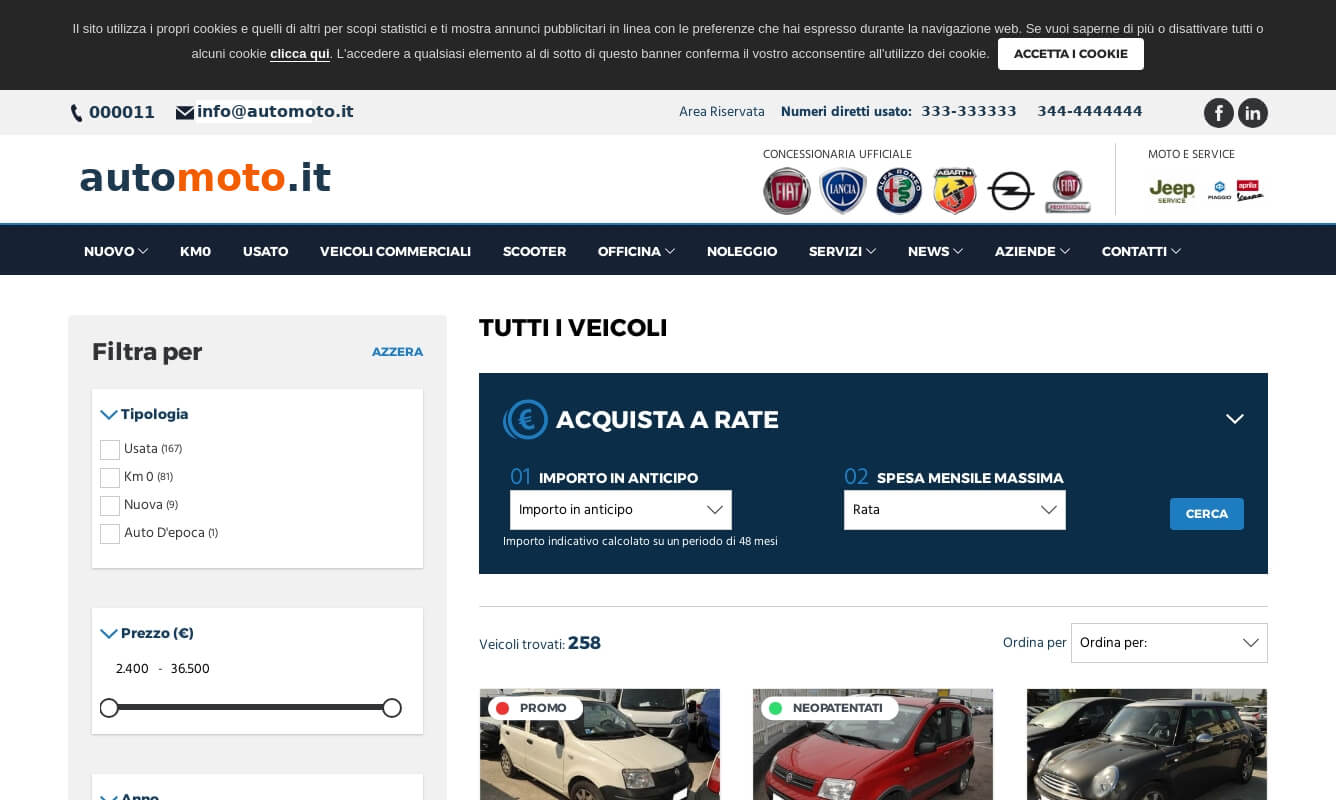 Il sito utilizza i propri cookies e quelli di altri per scopi statistici e ti mostra annunci pubblicitari in linea con le preferenze che hai espresso durante la navigazione web. Se vuoi saperne di più o disattivare tutti o
alcuni cookie clicca qui. L'accedere a qualsiasi elemento al di sotto di questo banner conferma il vostro acconsentire all'utilizzo dei cookie. ACCETTA I COOKIE
000011 info@automoto.it Area Riservata Numeri diretti usato: 333-333333 344-4444444
automoto.it
CONCESSIONARIA UFFICIALE
FIAT LANCIA ALFA ROMEO ABARTH FIAT PROFESSIONAL
MOTO E SERVICE
Jeep SERVICE PIAGGIO aprilia Vespa
NUOVO KM0 USATO VEICOLI COMMERCIALI SCOOTER OFFICINA NOLEGGIO SERVIZI NEWS AZIENDE CONTATTI
Filtra per AZZERA
Tipologia
Usata (167)
Km 0 (81)
Nuova (9)
Auto D'epoca (1)
Prezzo (€)
2.400 - 36.500
Anno
TUTTI I VEICOLI
€ ACQUISTA A RATE
01 IMPORTO IN ANTICIPO
Importo in anticipo
02 SPESA MENSILE MASSIMA
Rata
CERCA
Importo indicativo calcolato su un periodo di 48 mesi
Veicoli trovati: 258
Ordina per Ordina per:
PROMO
NEOPATENTATI